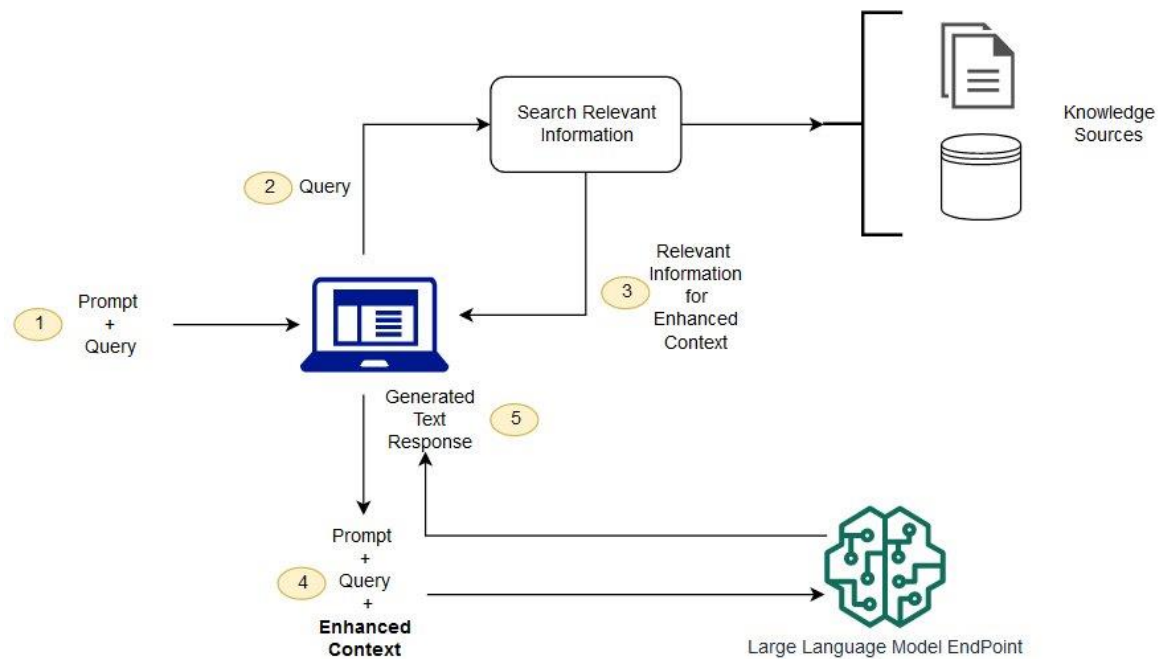 Search Relevant
Information
Knowledge
Sources
2
Query
Relevant
Information
for
Enhanced
Context
3
1
Prompt
+
Query
Generated
Text
Response
5
Prompt
+
Query
+
Enhanced
Context
4
Large Language Model EndPoint